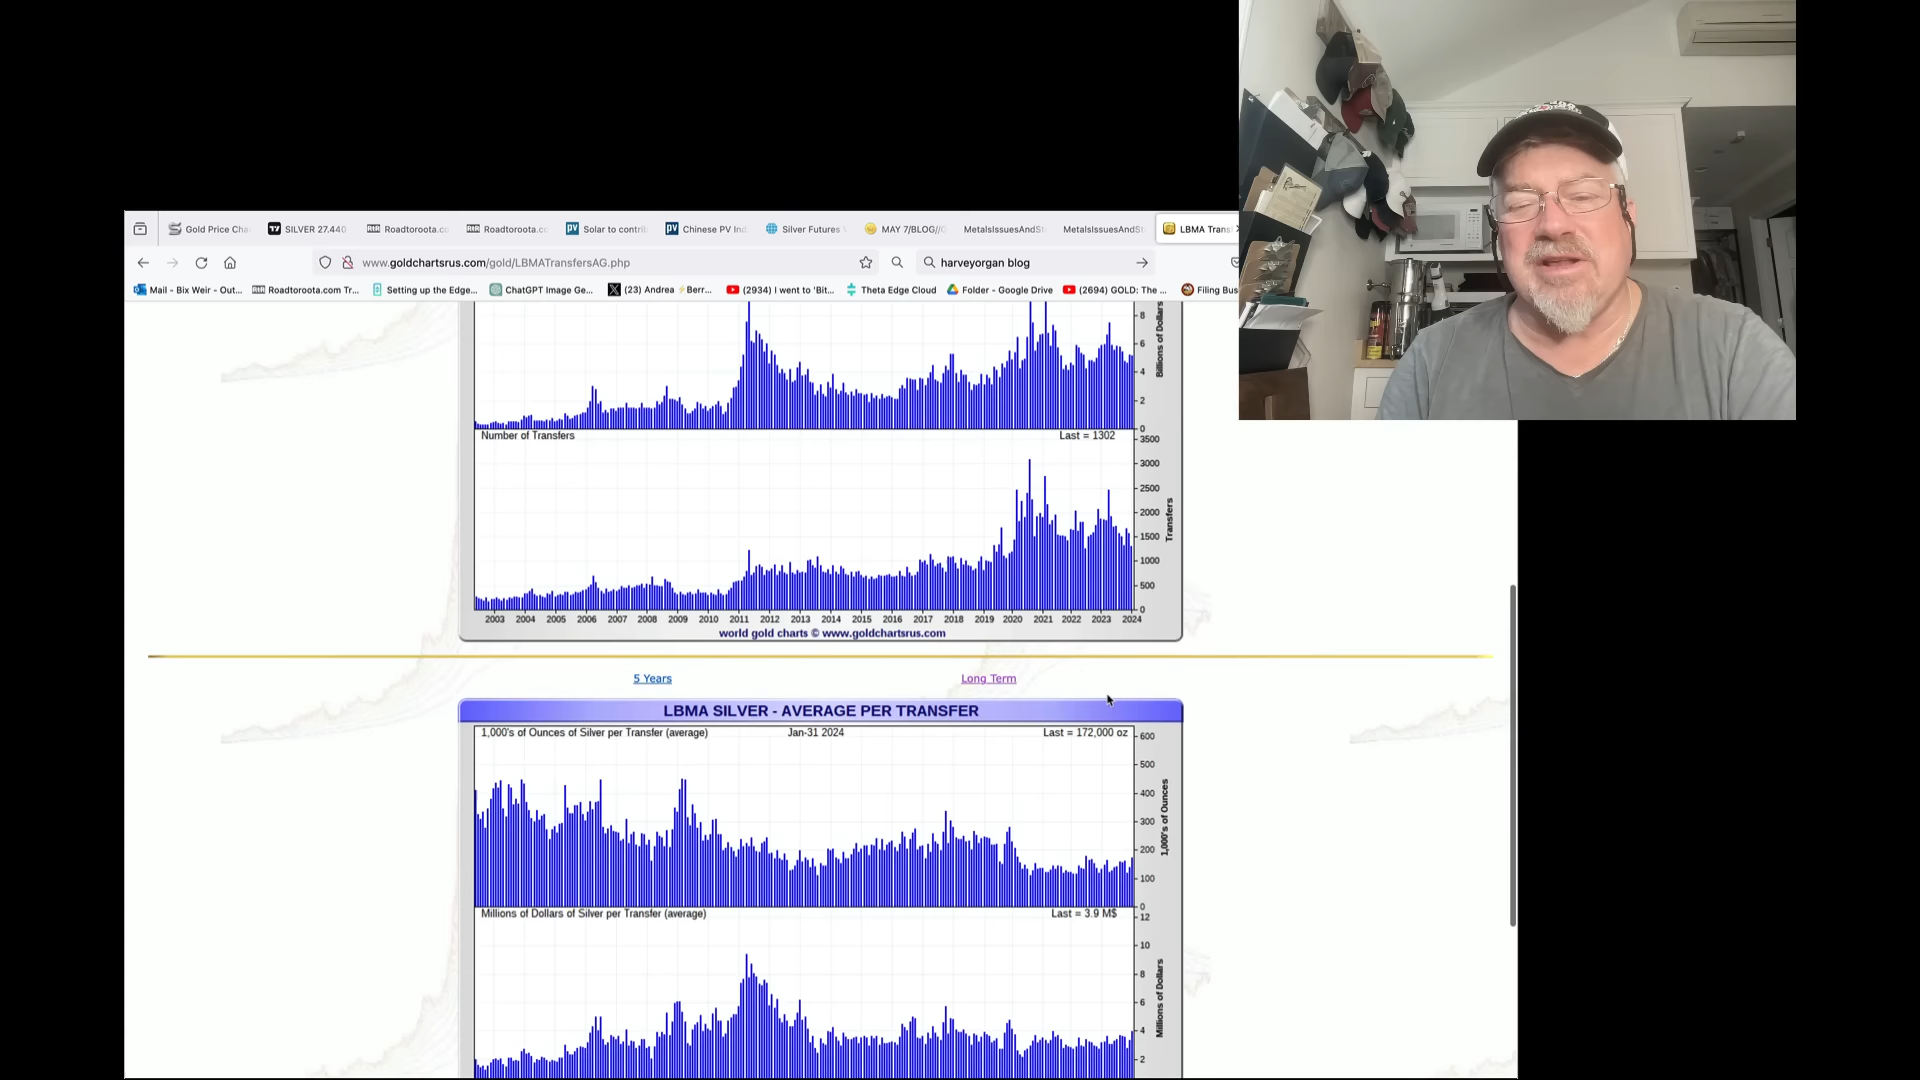 Gold Price Cha
SILVER 27.440
Roadtoroota.co
Roadtoroota.co
Solar to contrib
Chinese PV Ind
Silver Futures
MAY 7/BLOG//G
MetalsIssuesAndSt
MetalsIssuesAndSt
LBMA Trans
www.goldchartsrus.com/gold/LBMATransfersAG.php
harveyorgan blog
Mail - Bix Weir - Out...
Roadtoroota.com Tr...
Setting up the Edge...
ChatGPT Image Ge...
(23) Andrea ⚡Berr...
(2934) I went to 'Bit...
Theta Edge Cloud
Folder - Google Drive
(2694) GOLD: The ...
Filing Bus
8
6
4
2
0
Billions of Dollars
Number of Transfers
Last = 1302
3500
3000
2500
2000
1500
1000
500
0
Transfers
2003 2004 2005 2006 2007 2008 2009 2010 2011 2012 2013 2014 2015 2016 2017 2018 2019 2020 2021 2022 2023 2024
world gold charts © www.goldchartsrus.com
5 Years
Long Term
LBMA SILVER - AVERAGE PER TRANSFER
1,000's of Ounces of Silver per Transfer (average)
Jan-31 2024
Last = 172,000 oz
600
500
400
300
200
100
0
1,000's of Ounces
Millions of Dollars of Silver per Transfer (average)
Last = 3.9 M$
12
10
8
6
4
2
Millions of Dollars